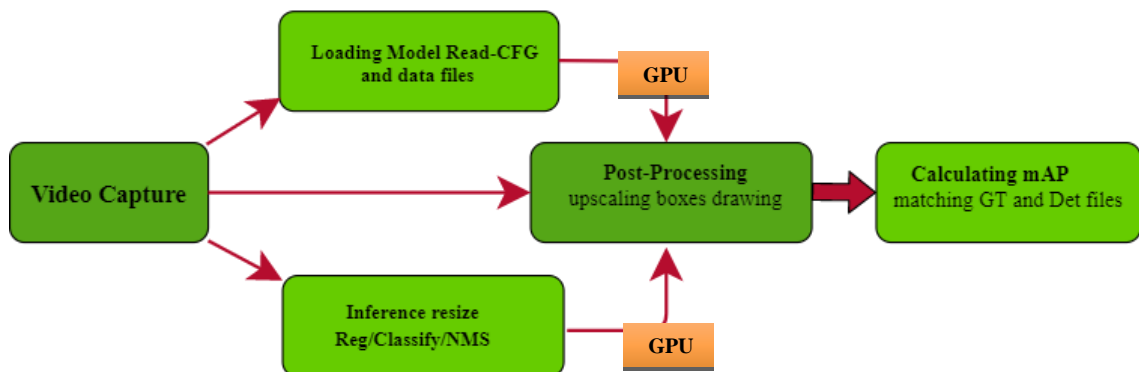 Loading Model Read-CFG
and data files
GPU
Video Capture
Post-Processing
upscaling boxes drawing
Calculating mAP
matching GT and Det files
Inference resize
Reg/Classify/NMS
GPU